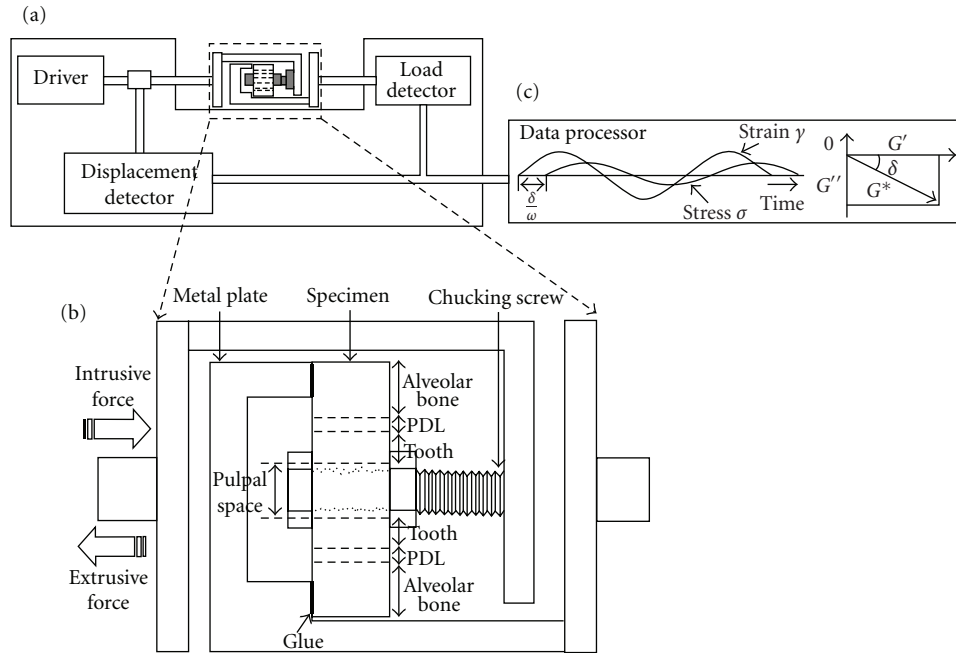 (a)
Driver
Load
detector
Displacement
detector
(c)
Data processor
Strain γ
δ
ω
Stress σ
Time
0
G′
δ
G″
G*
(b)
Metal plate
Specimen
Chucking screw
Intrusive
force
Alveolar
bone
PDL
Tooth
Pulpal
space
Tooth
PDL
Alveolar
bone
Extrusive
force
Glue